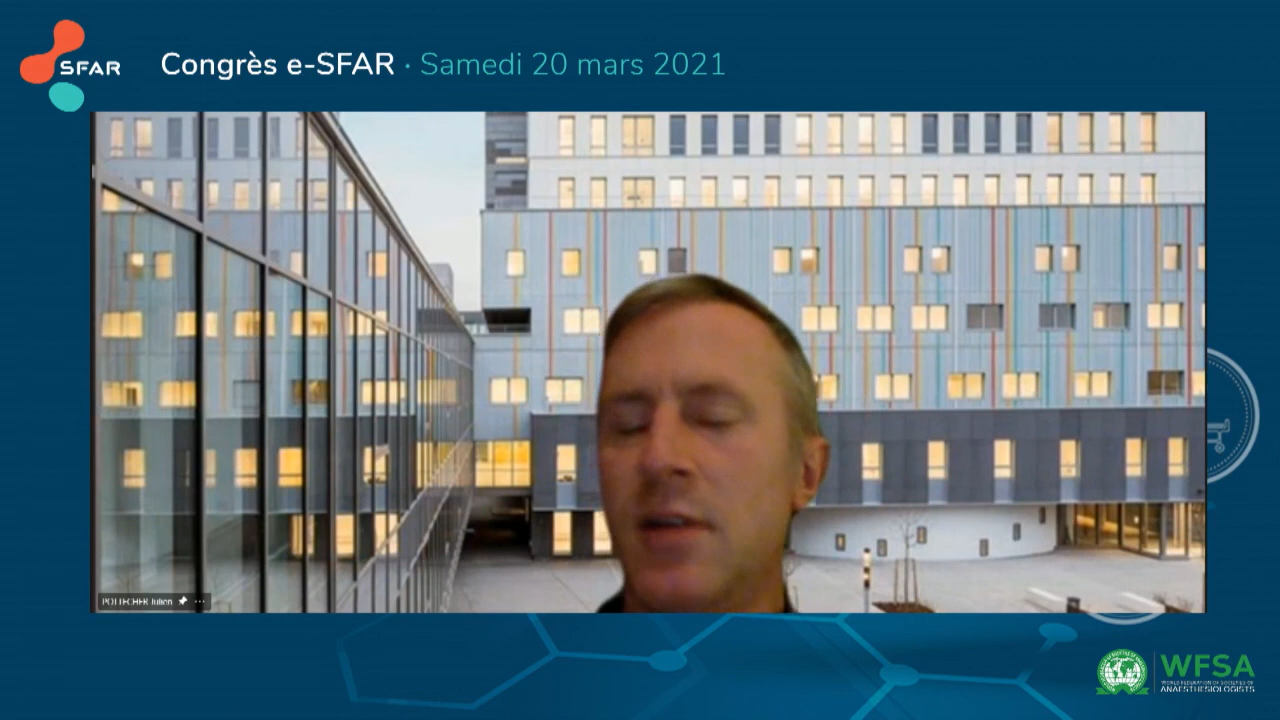 SFAR
Congrès e-SFAR · Samedi 20 mars 2021
POTTECHER Julien
WFSA
WORLD FEDERATION OF SOCIETIES OF
ANAESTHESIOLOGISTS